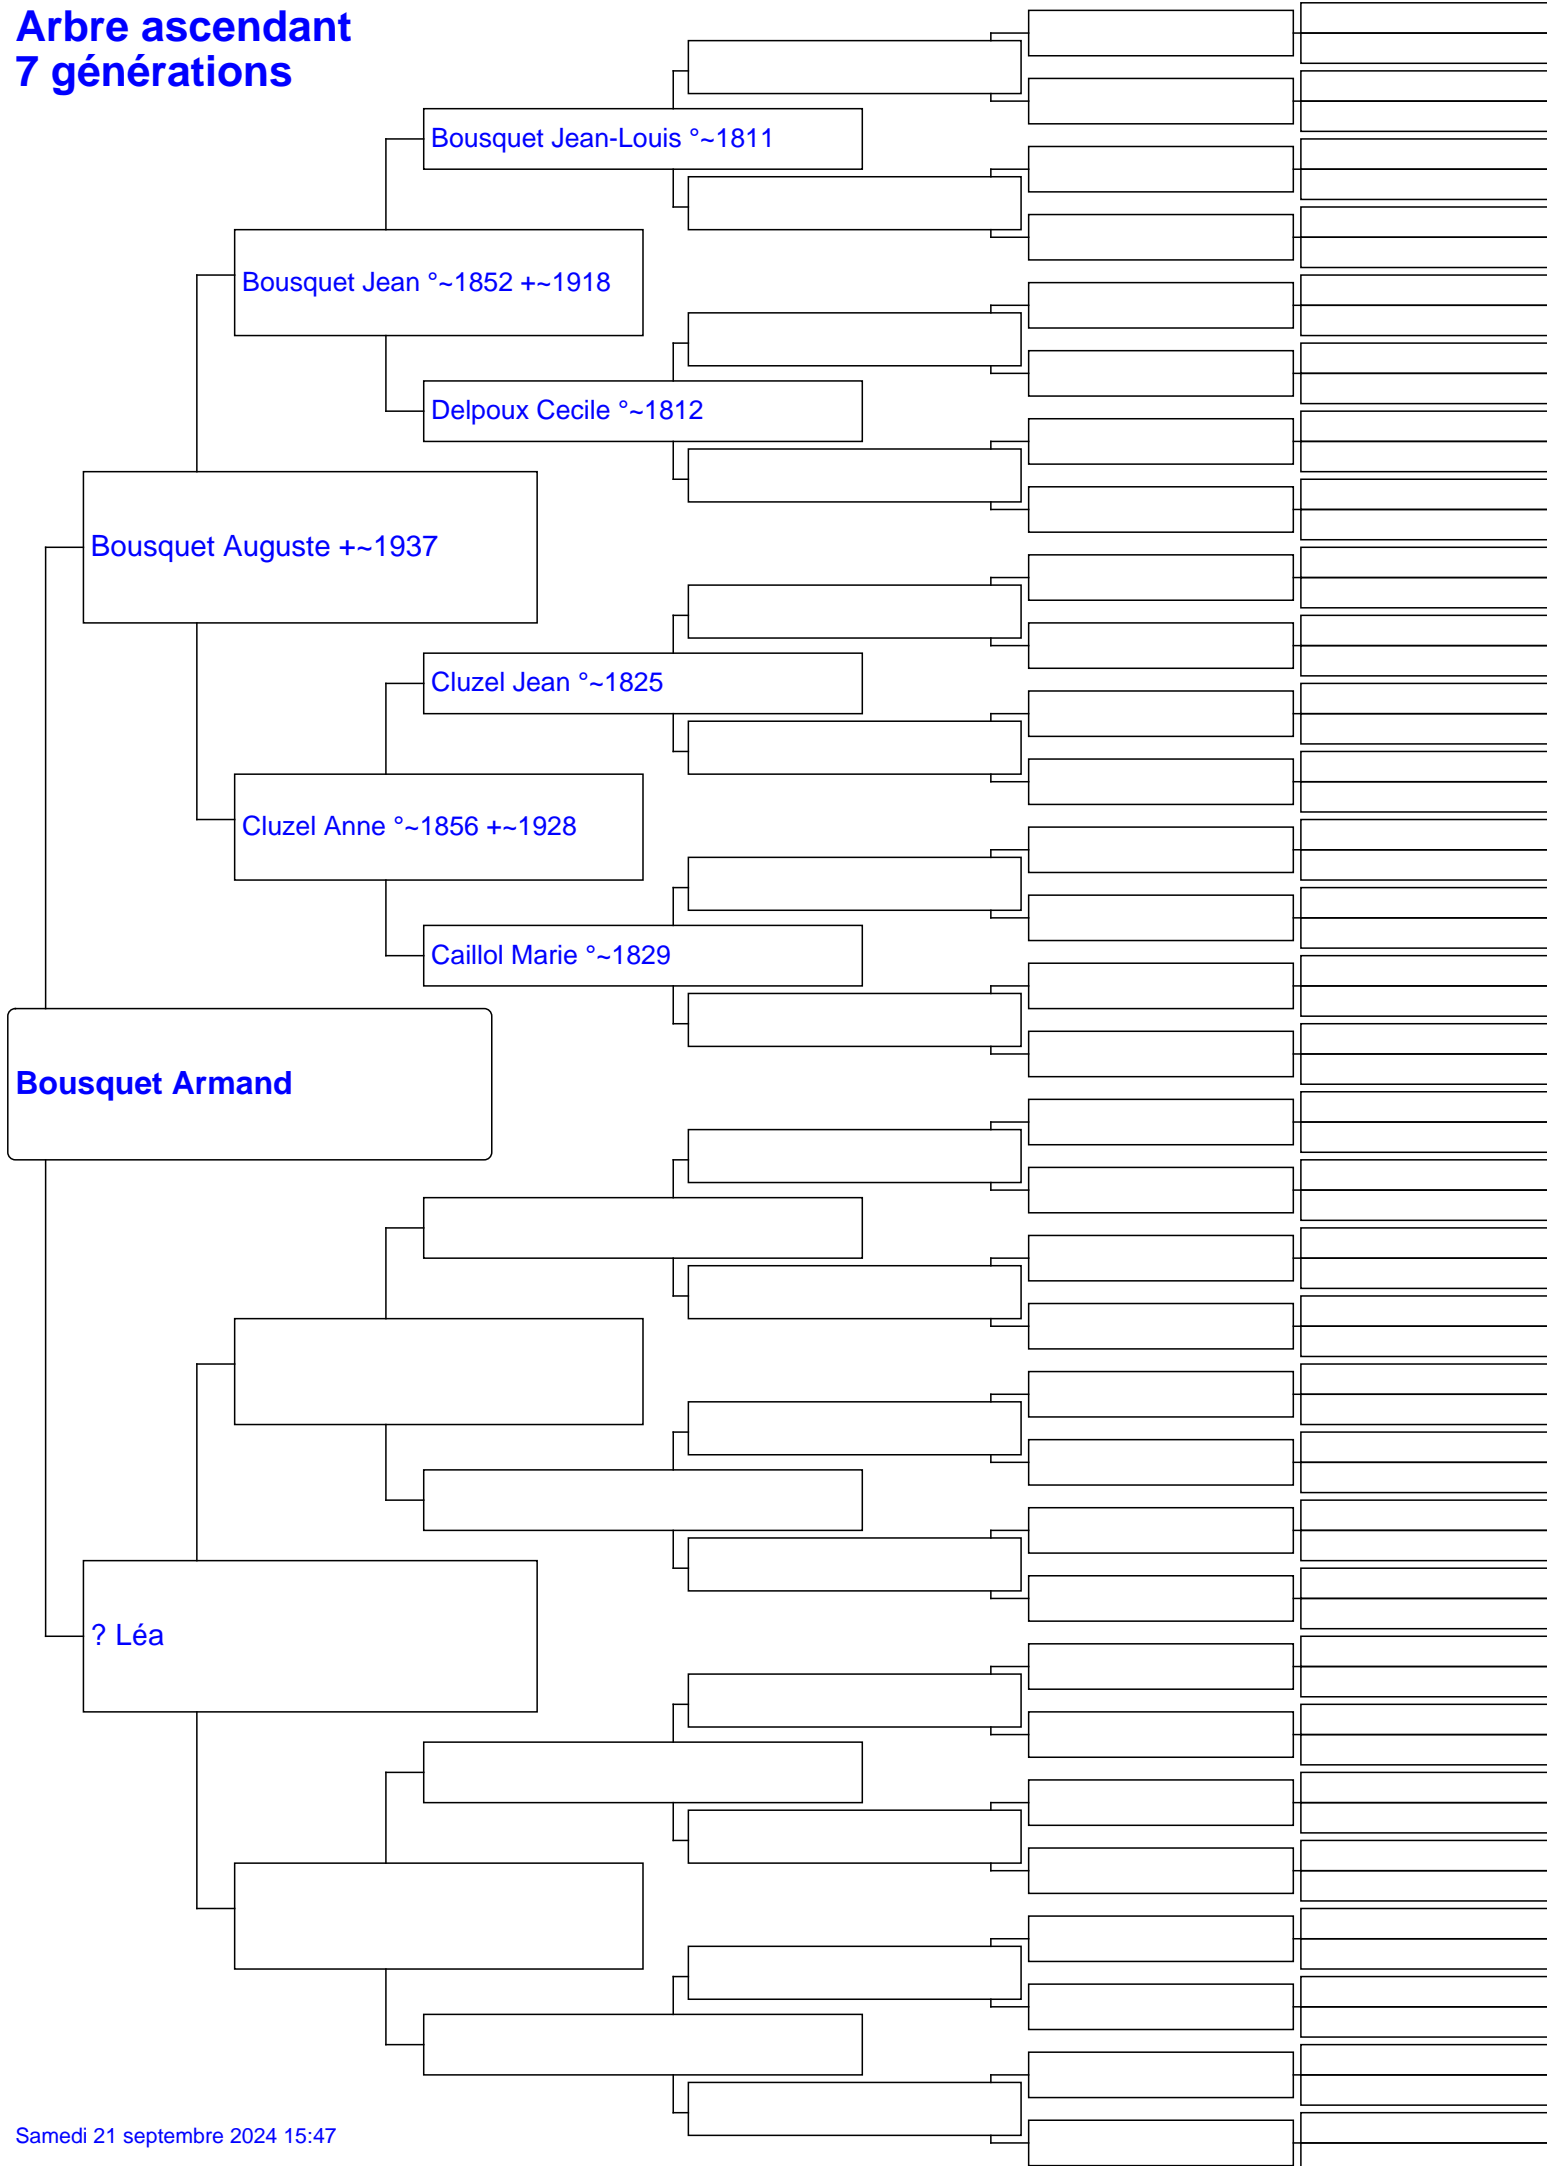 Arbre ascendant
7 générations
Bousquet Jean-Louis °~1811
Bousquet Jean °~1852 +~1918
Delpoux Cecile °~1812
Bousquet Auguste +~1937
Cluzel Jean °~1825
Cluzel Anne °~1856 +~1928
Caillol Marie °~1829
Bousquet Armand
? Léa
Samedi 21 septembre 2024 15:47